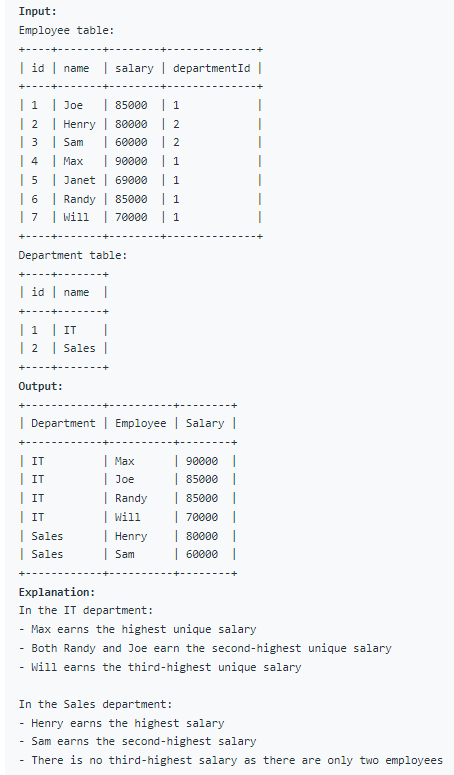 Input:
Employee table:
+----+-------+--------+--------------+
| id | name  | salary | departmentId |
+----+-------+--------+--------------+
| 1  | Joe   | 85000  | 1            |
| 2  | Henry | 80000  | 2            |
| 3  | Sam   | 60000  | 2            |
| 4  | Max   | 90000  | 1            |
| 5  | Janet | 69000  | 1            |
| 6  | Randy | 85000  | 1            |
| 7  | Will  | 70000  | 1            |
+----+-------+--------+--------------+
Department table:
+----+-------+
| id | name  |
+----+-------+
| 1  | IT    |
| 2  | Sales |
+----+-------+
Output:
+------------+----------+--------+
| Department | Employee | Salary |
+------------+----------+--------+
| IT         | Max      | 90000  |
| IT         | Joe      | 85000  |
| IT         | Randy    | 85000  |
| IT         | Will     | 70000  |
| Sales      | Henry    | 80000  |
| Sales      | Sam      | 60000  |
+------------+----------+--------+
Explanation:
In the IT department:
- Max earns the highest unique salary
- Both Randy and Joe earn the second-highest unique salary
- Will earns the third-highest unique salary

In the Sales department:
- Henry earns the highest salary
- Sam earns the second-highest salary
- There is no third-highest salary as there are only two employees